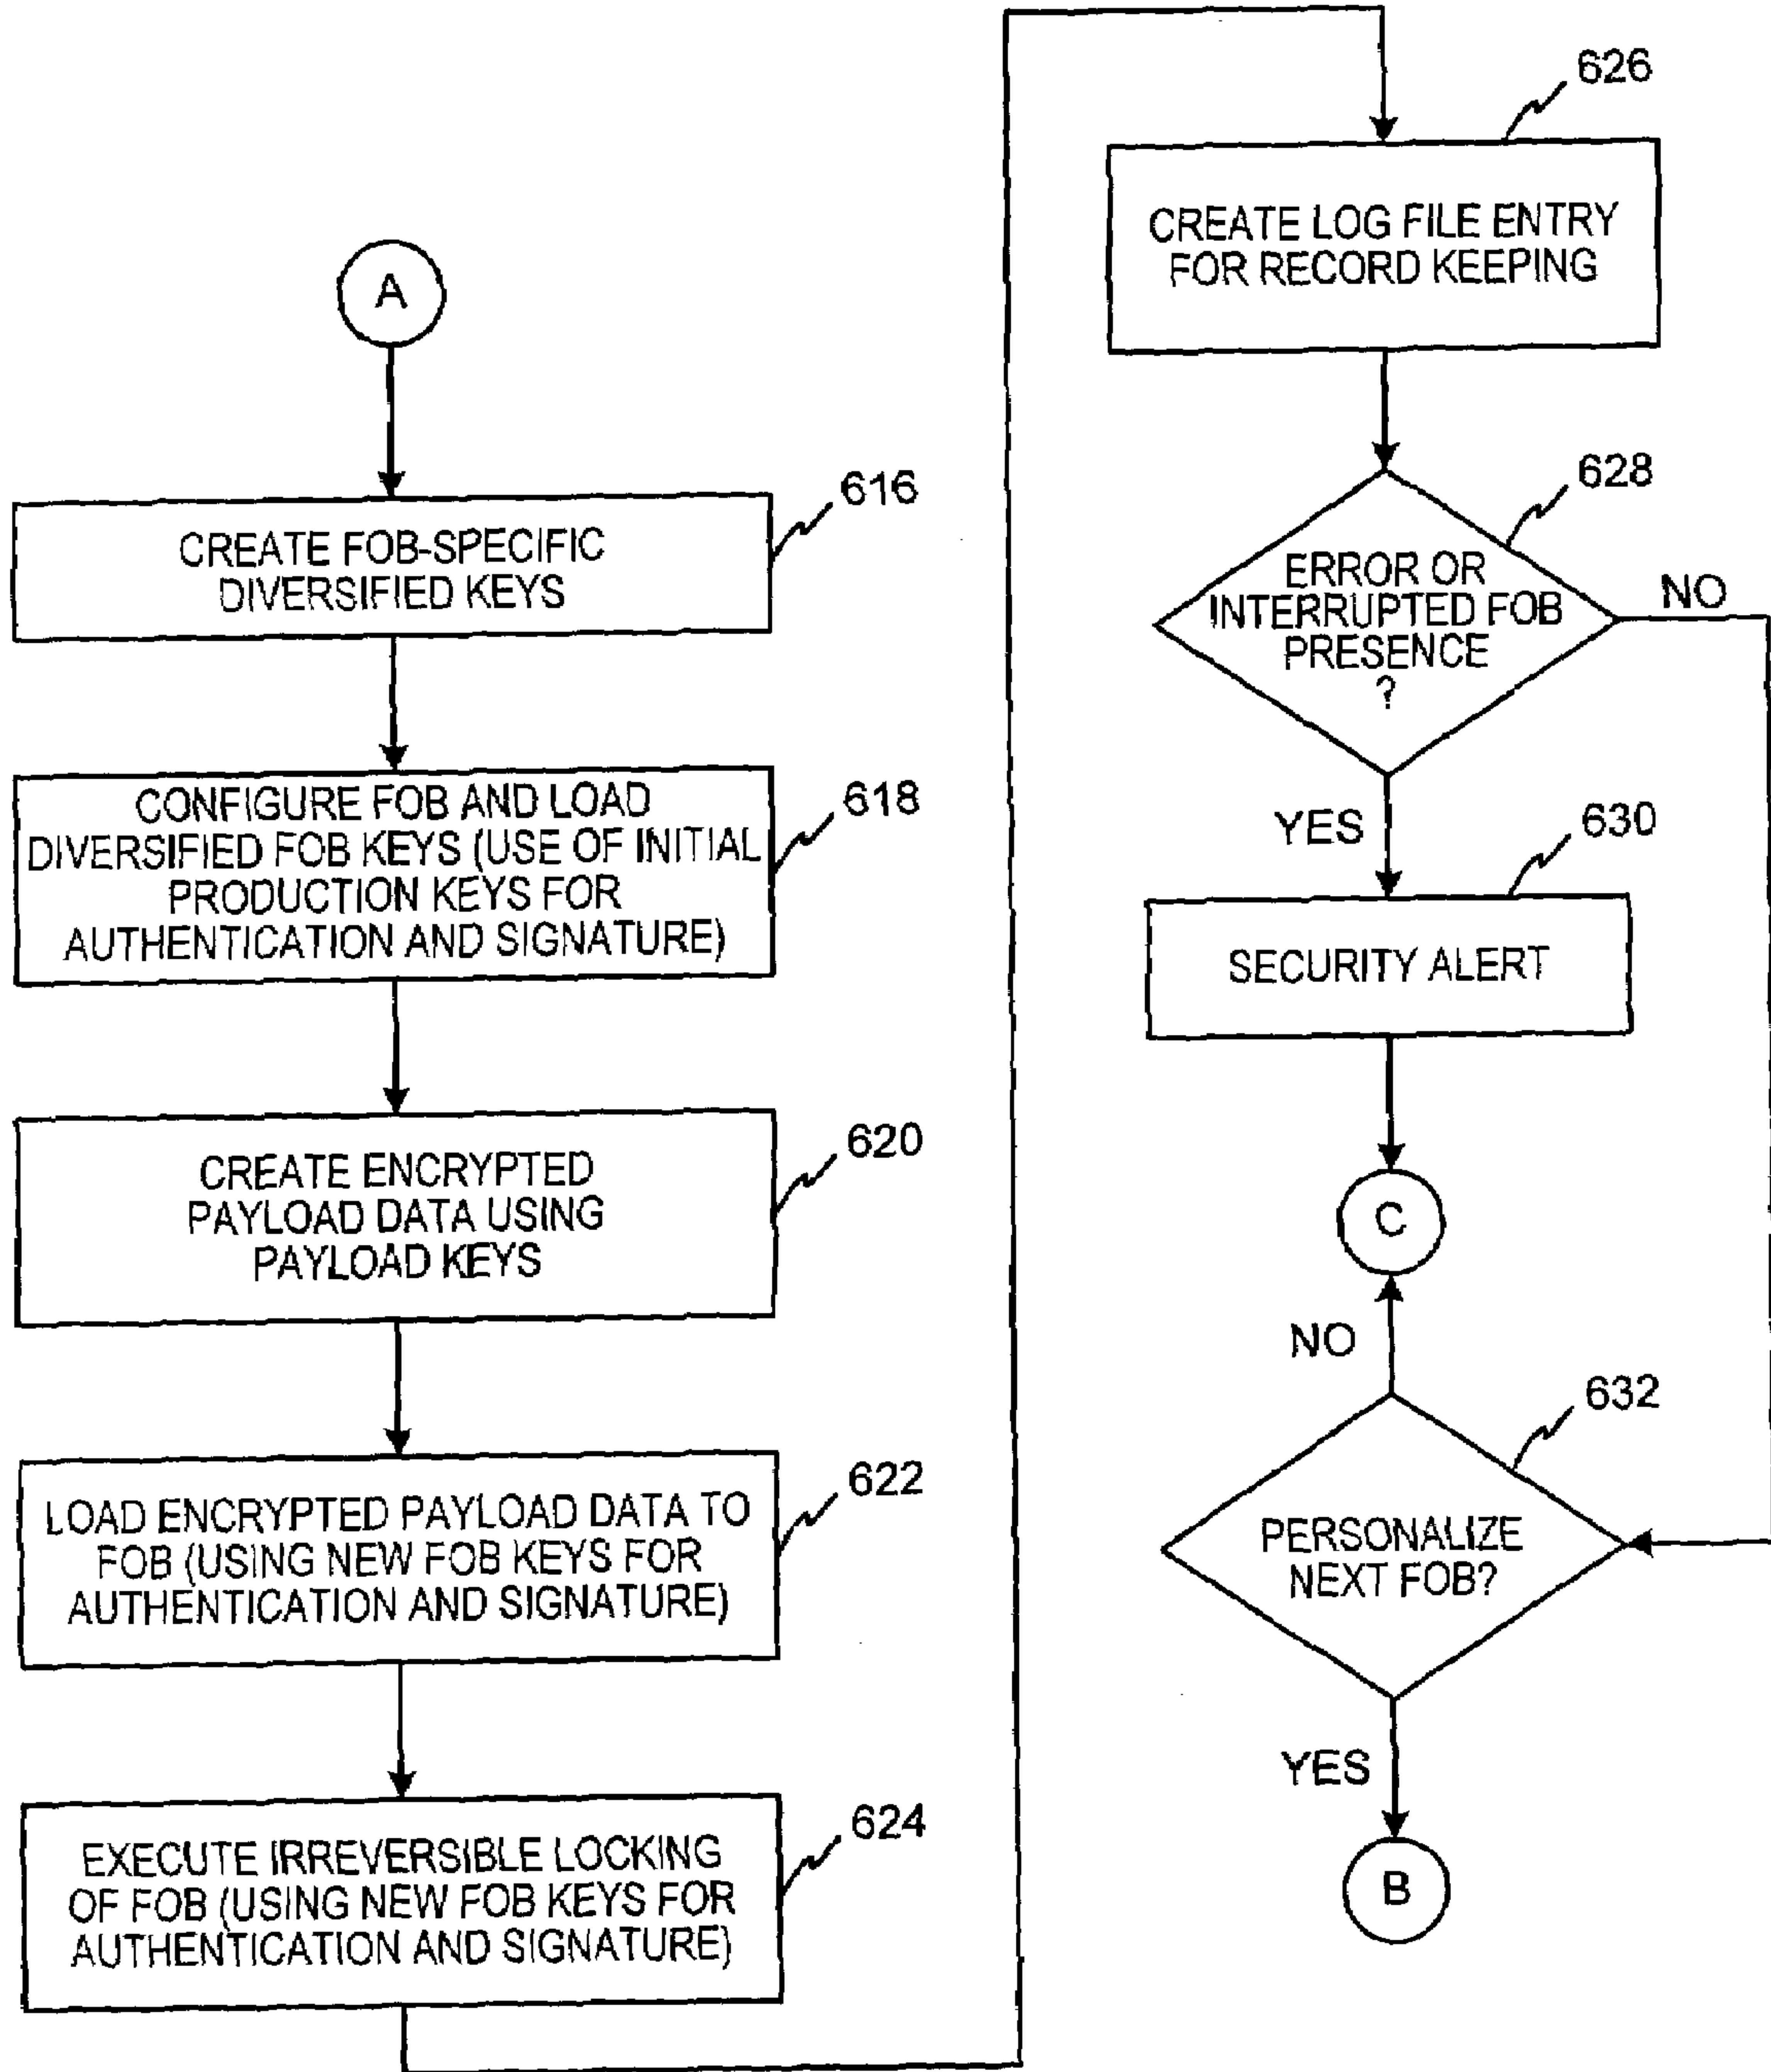 A
616
CREATE FOB-SPECIFIC
DIVERSIFIED KEYS
618
CONFIGURE FOB AND LOAD
DIVERSIFIED FOB KEYS (USE OF INITIAL
PRODUCTION KEYS FOR
AUTHENTICATION AND SIGNATURE)
620
CREATE ENCRYPTED
PAYLOAD DATA USING
PAYLOAD KEYS
622
LOAD ENCRYPTED PAYLOAD DATA TO
FOB (USING NEW FOB KEYS FOR
AUTHENTICATION AND SIGNATURE)
624
EXECUTE IRREVERSIBLE LOCKING
OF FOB (USING NEW FOB KEYS FOR
AUTHENTICATION AND SIGNATURE)
626
CREATE LOG FILE ENTRY
FOR RECORD KEEPING
628
ERROR OR
INTERRUPTED FOB
PRESENCE
?
NO
YES
630
SECURITY ALERT
C
NO
632
PERSONALIZE
NEXT FOB?
YES
B